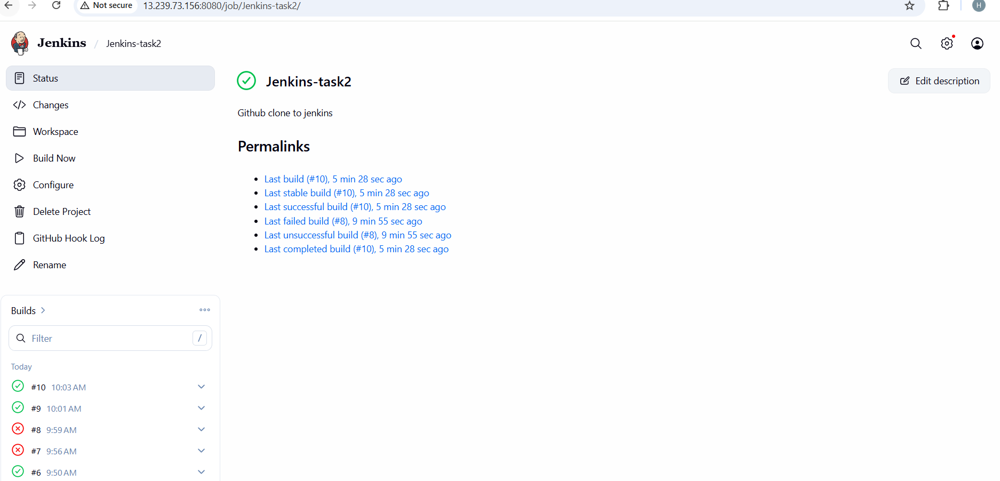 Not secure 13.239.73.156:8080/job/Jenkins-task2/ H
Jenkins / Jenkins-task2
Status
Changes
Workspace
Build Now
Configure
Delete Project
GitHub Hook Log
Rename
Jenkins-task2
Edit description
Github clone to jenkins
Permalinks
Last build (#10), 5 min 28 sec ago
Last stable build (#10), 5 min 28 sec ago
Last successful build (#10), 5 min 28 sec ago
Last failed build (#8), 9 min 55 sec ago
Last unsuccessful build (#8), 9 min 55 sec ago
Last completed build (#10), 5 min 28 sec ago
Builds
Filter /
Today
#10 10:03 AM
#9 10:01 AM
#8 9:59 AM
#7 9:56 AM
#6 9:50 AM